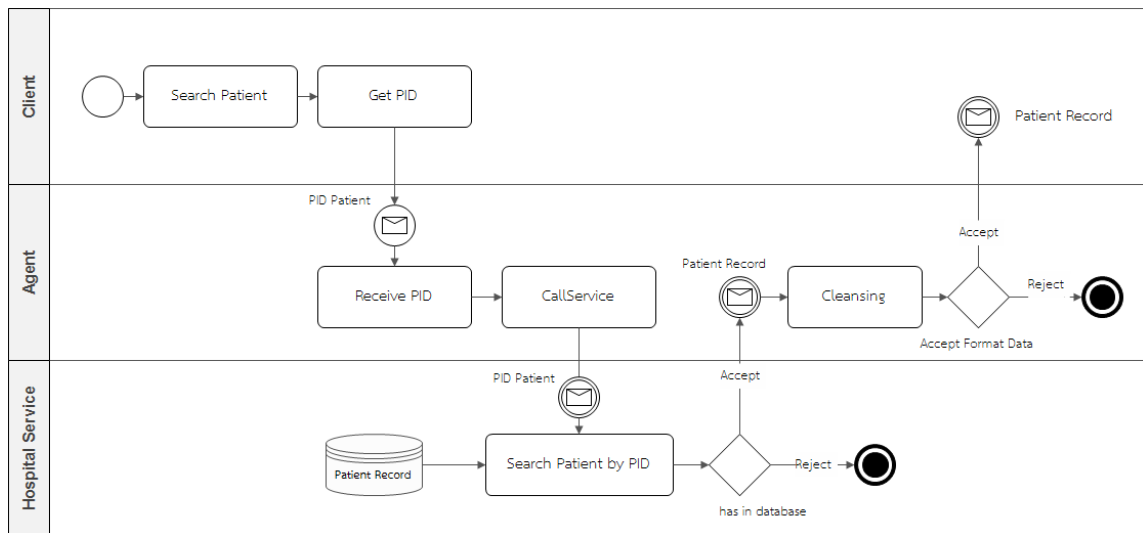 Client
Search Patient
Get PID
Patient Record
Agent
PID Patient
Receive PID
CallService
Patient Record
Cleansing
Accept
Reject
Accept Format Data
Hospital Service
PID Patient
Accept
Patient Record
Search Patient by PID
Reject
has in database